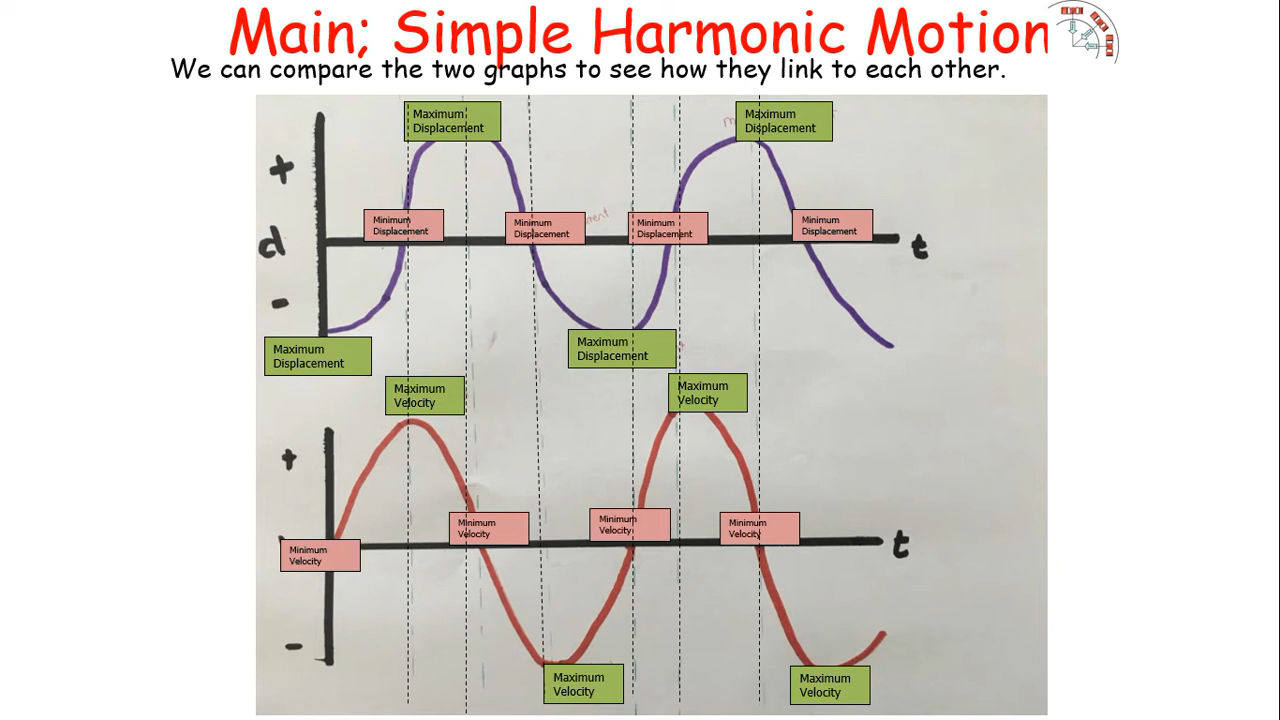 Main; Simple Harmonic Motion
We can compare the two graphs to see how they link to each other.
Maximum
Displacement
Maximum
Displacement
+
Minimum
Displacement
Minimum
Displacement
Minimum
Displacement
Minimum
Displacement
d
t
-
Maximum
Displacement
Maximum
Displacement
Maximum
Velocity
Maximum
Velocity
+
Minimum
Velocity
Minimum
Velocity
Minimum
Velocity
Minimum
Velocity
t
-
Maximum
Velocity
Maximum
Velocity